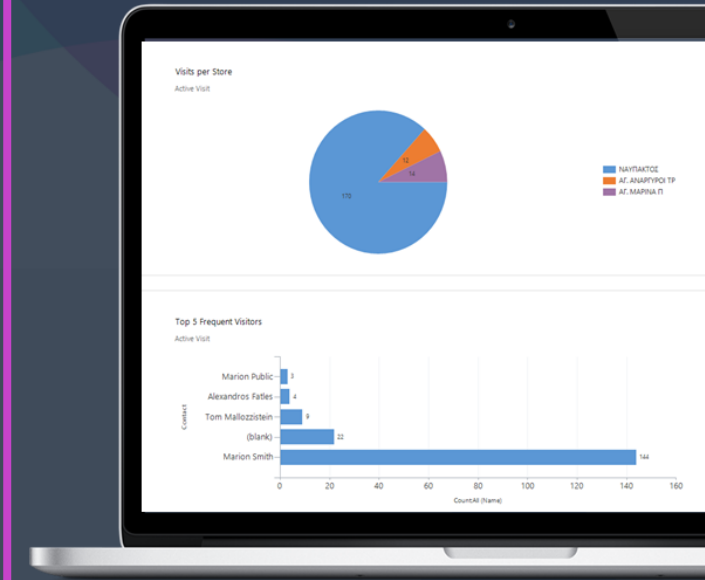 Visits per Store
Active Visit
12
14
170
ΝΑΥΠΑΚΤΟΣ
ΑΓ. ΑΝΑΡΓΥΡΟΙ ΤΡ
ΑΓ. ΜΑΡΙΝΑ Π
Top 5 Frequent Visitors
Active Visit
Contact
Marion Public
3
Alexandros Fatles
4
Tom Mallozzistein
9
(blank)
22
Marion Smith
144
0 20 40 60 80 100 120 140 160
CountAll (Name)